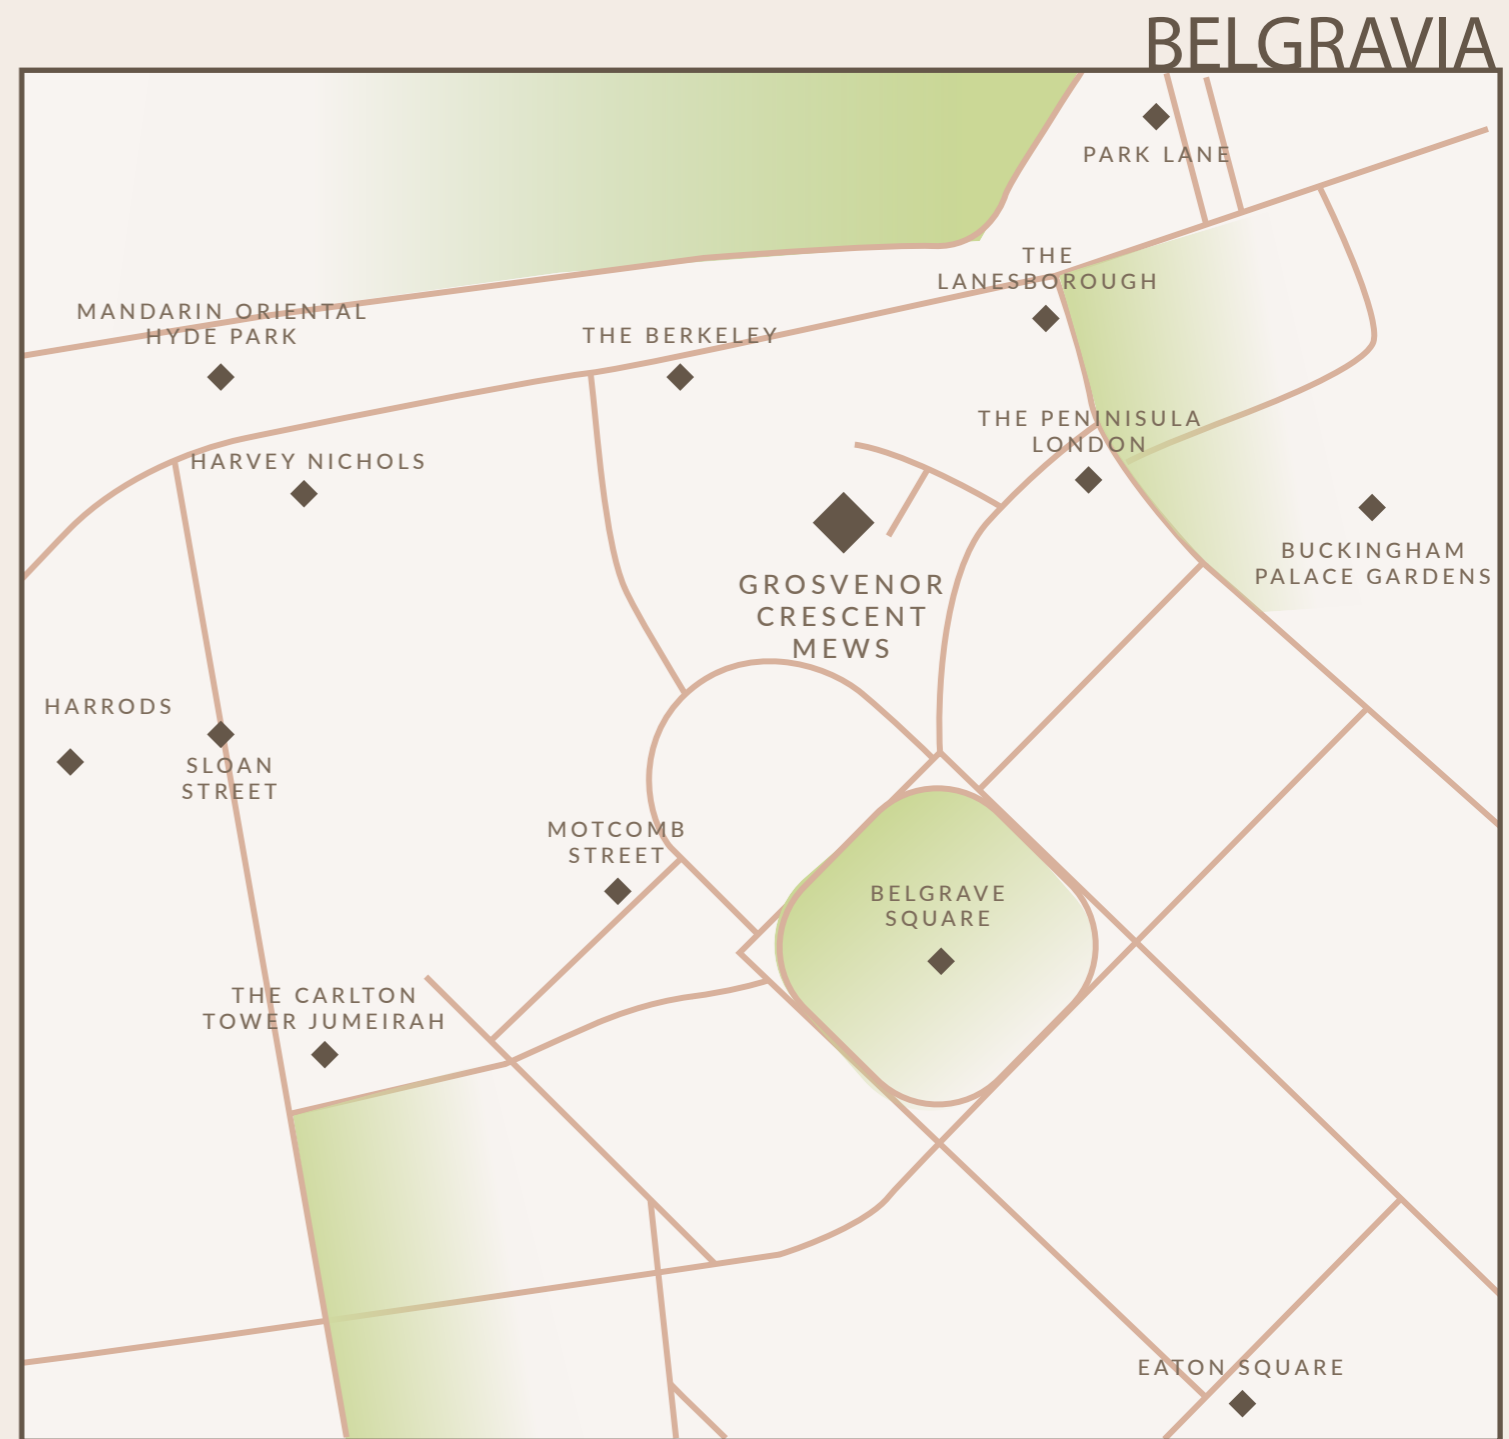 BELGRAVIA
PARK LANE
THE
LANESBOROUGH
MANDARIN ORIENTAL
HYDE PARK
THE BERKELEY
THE PENINISULA
LONDON
HARVEY NICHOLS
BUCKINGHAM
PALACE GARDENS
GROSVENOR
CRESCENT
MEWS
HARRODS
SLOAN
STREET
MOTCOMB
STREET
BELGRAVE
SQUARE
THE CARLTON
TOWER JUMEIRAH
EATON SQUARE